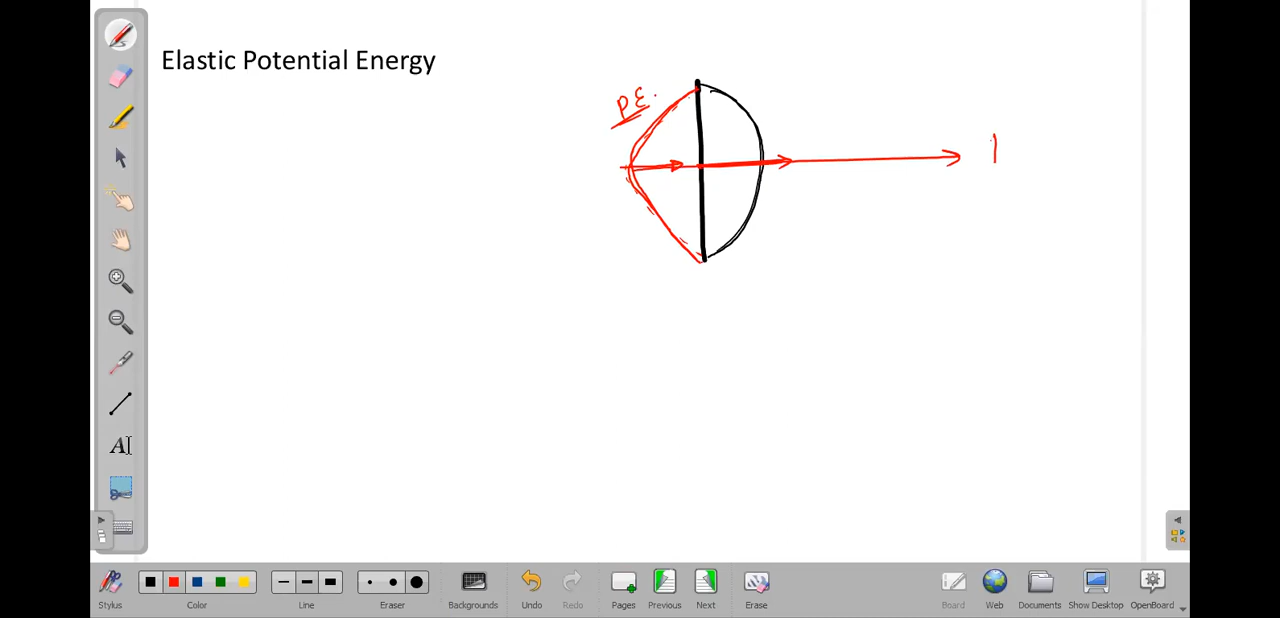 Elastic Potential Energy
P.E.
A
Stylus
Color
Line
Eraser
Backgrounds
Undo
Redo
Pages
Previous
Next
Erase
Board
Web
Documents
Show Desktop
OpenBoard